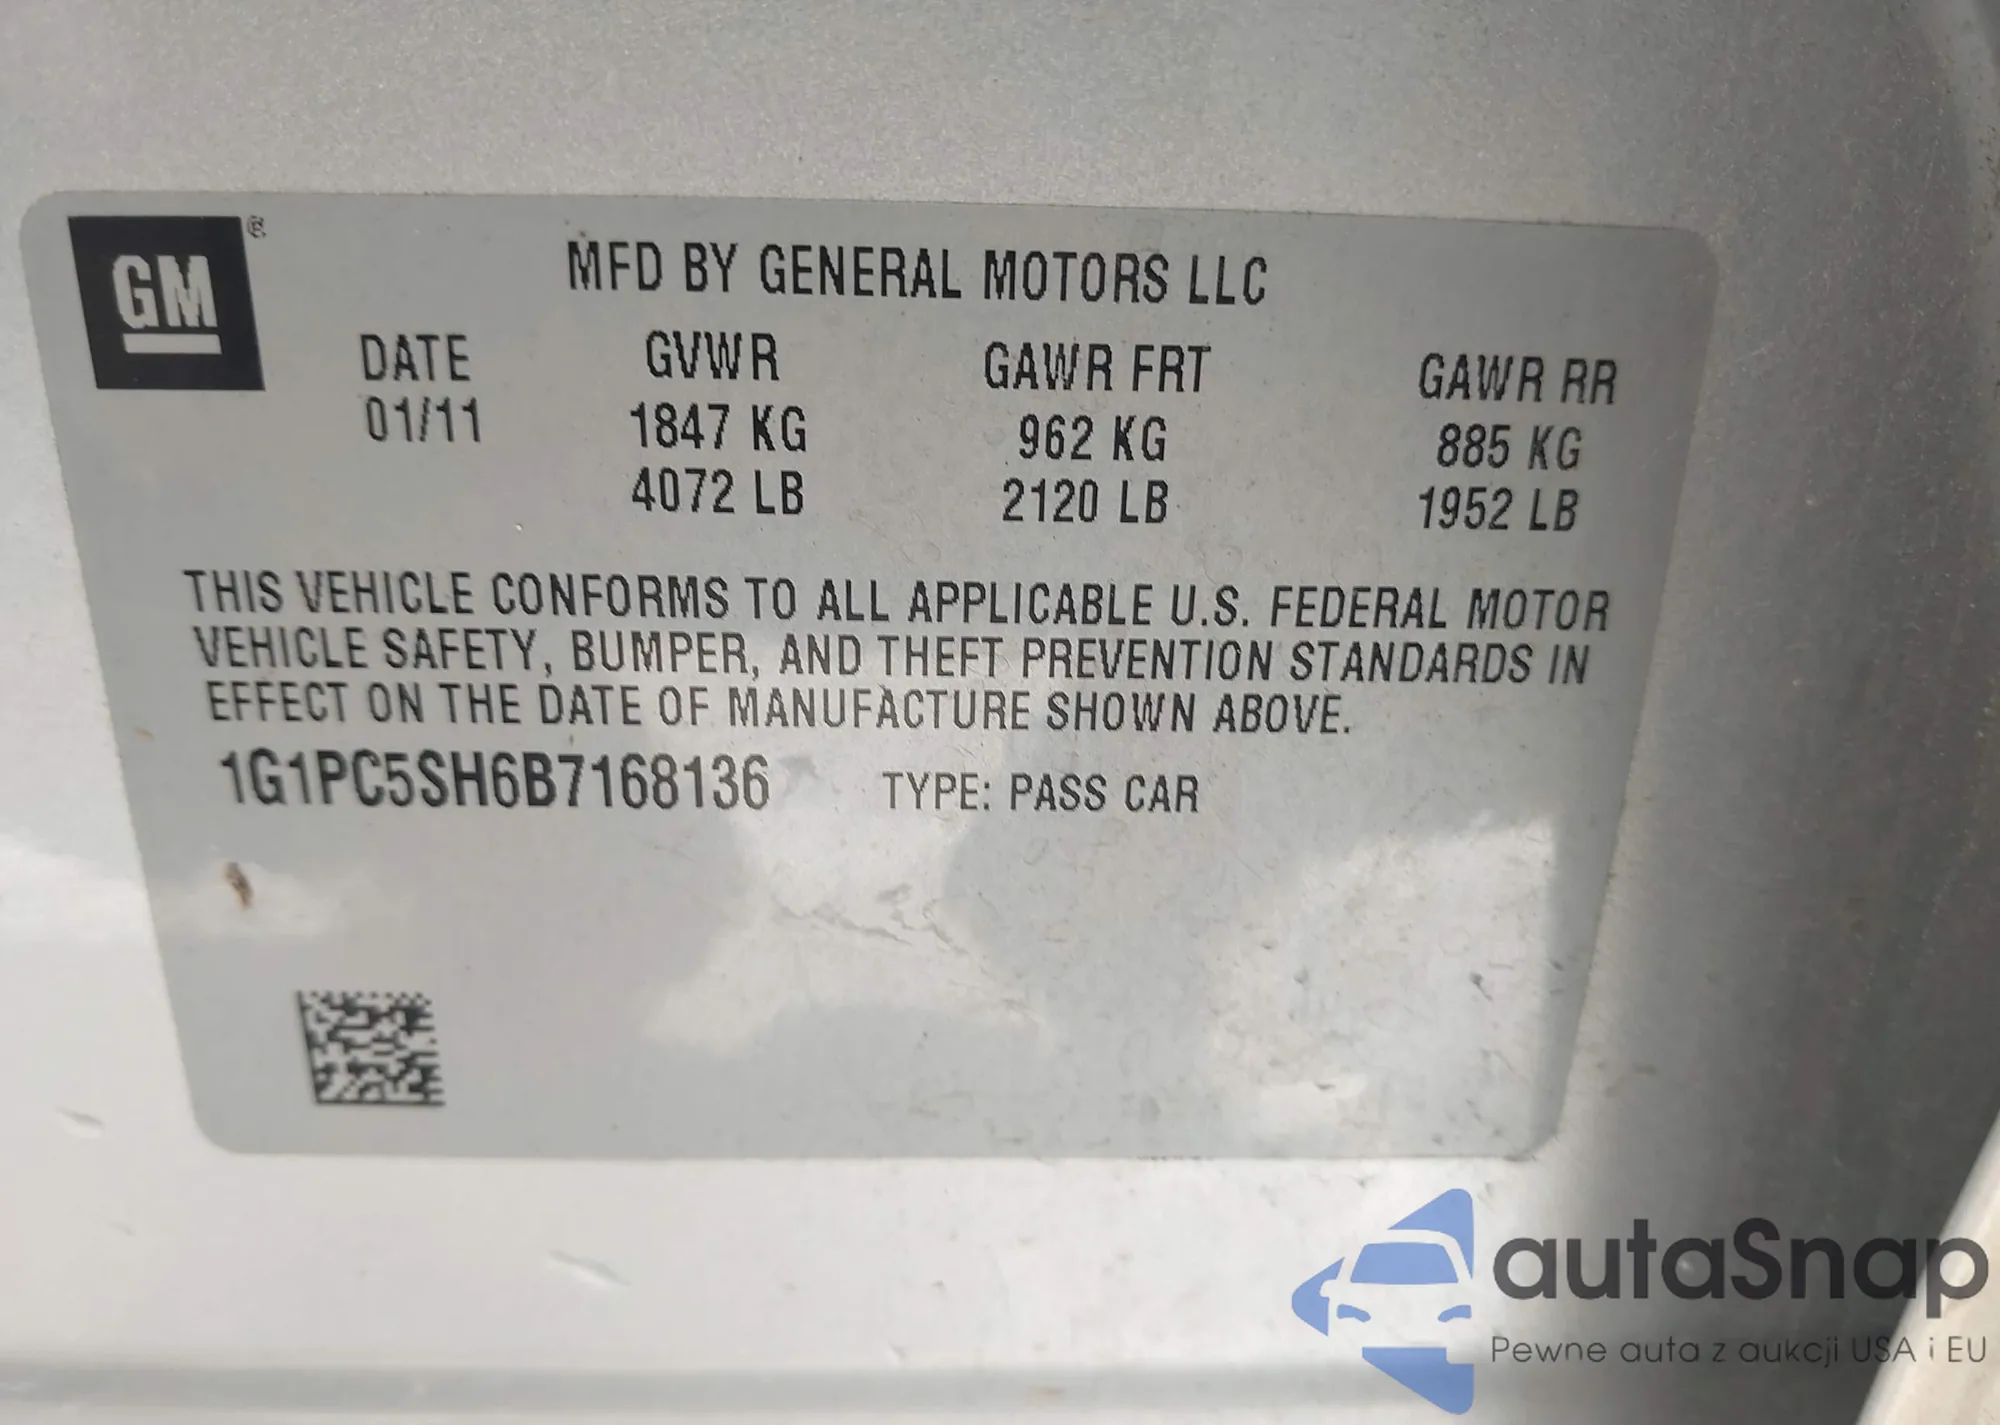 GM ®
MFD BY GENERAL MOTORS LLC
DATE GVWR GAWR FRT GAWR RR
01/11 1847 KG 962 KG 885 KG
4072 LB 2120 LB 1952 LB
THIS VEHICLE CONFORMS TO ALL APPLICABLE U.S. FEDERAL MOTOR
VEHICLE SAFETY, BUMPER, AND THEFT PREVENTION STANDARDS IN
EFFECT ON THE DATE OF MANUFACTURE SHOWN ABOVE.
1G1PC5SH6B7168136 TYPE: PASS CAR
autaSnap
Pewne auta z aukcji USA i EU